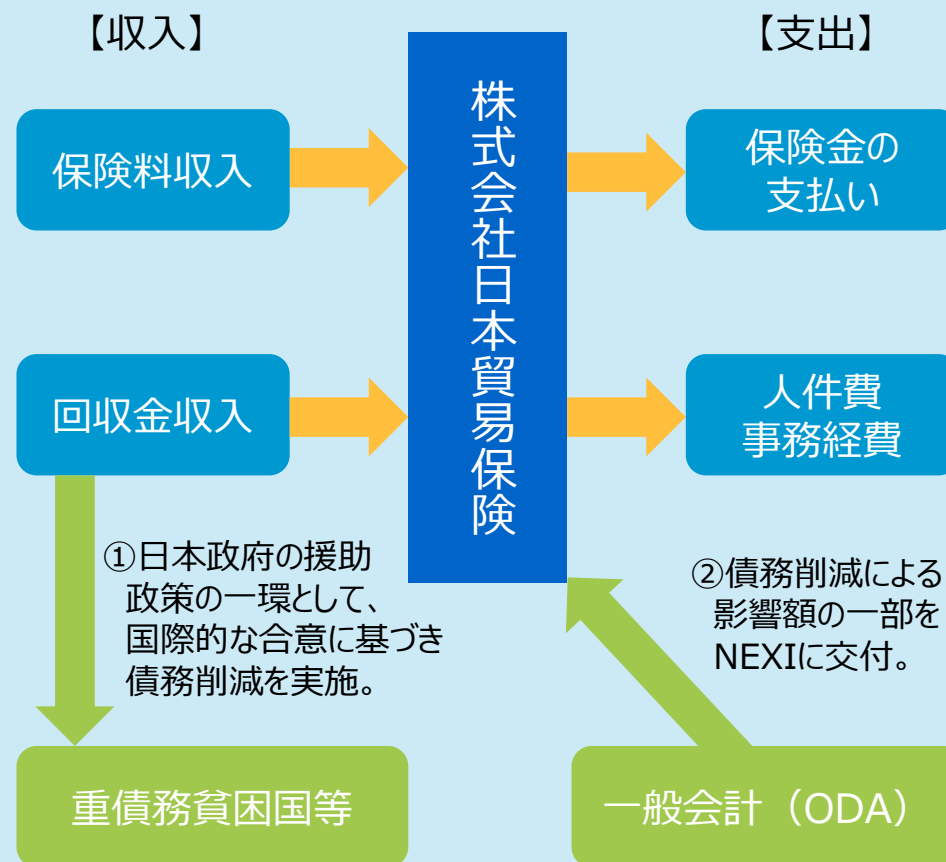 【収入】
【支出】
保険料収入
株式会社日本貿易保険
保険金の
支払い
回収金収入
人件費
事務経費
①日本政府の援助
政策の一環として、
国際的な合意に基づき
債務削減を実施。
②債務削減による
影響額の一部を
NEXIに交付。
重債務貧困国等
一般会計（ODA）